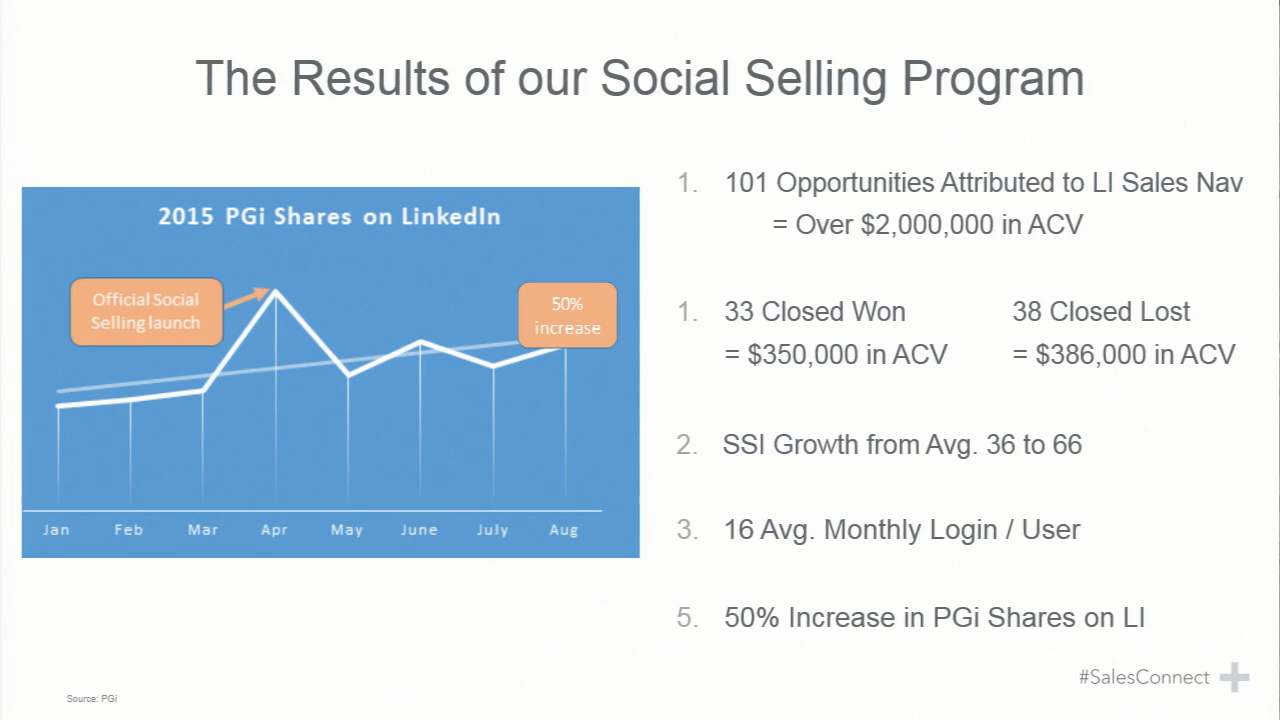 The Results of our Social Selling Program
2015 PGi Shares on LinkedIn
Official Social
Selling launch
50%
increase
Jan Feb Mar Apr May June July Aug
1. 101 Opportunities Attributed to LI Sales Nav
= Over $2,000,000 in ACV
1. 33 Closed Won 38 Closed Lost
= $350,000 in ACV = $386,000 in ACV
2. SSI Growth from Avg. 36 to 66
3. 16 Avg. Monthly Login / User
5. 50% Increase in PGi Shares on LI
#SalesConnect
Source: PGi